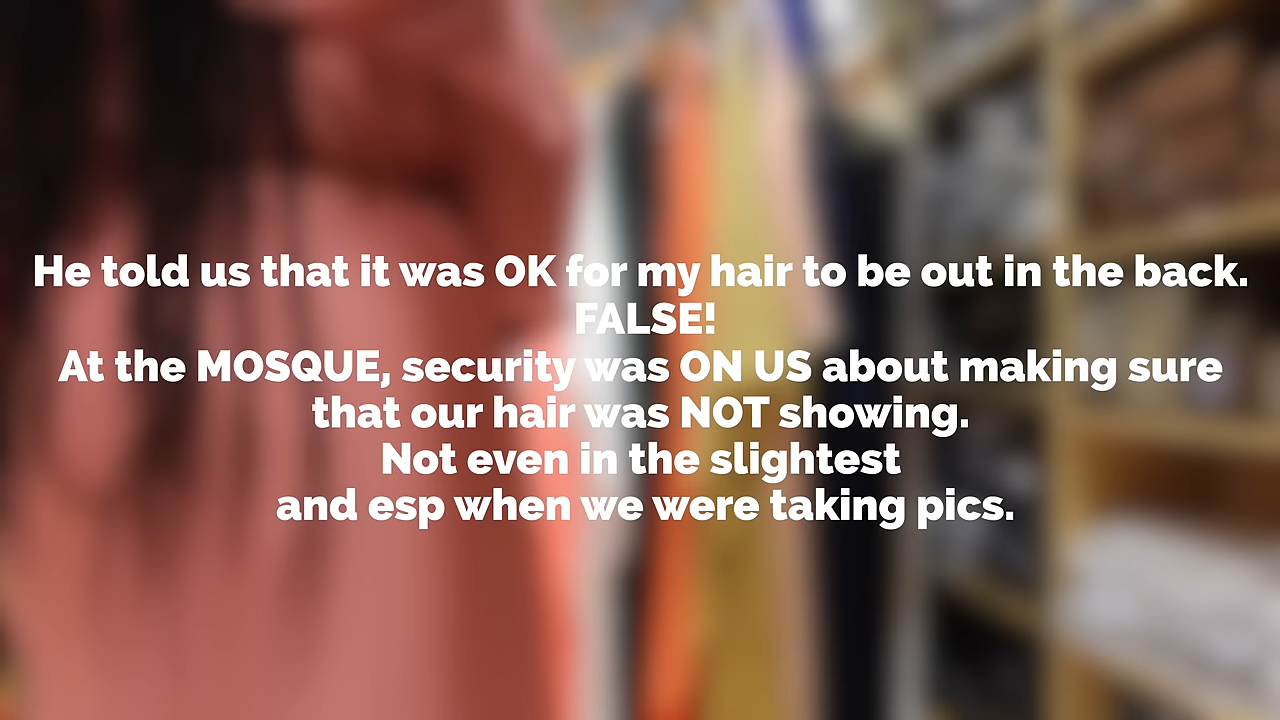 He told us that it was OK for my hair to be out in the back.
FALSE!
At the MOSQUE, security was ON US about making sure
that our hair was NOT showing.
Not even in the slightest
and esp when we were taking pics.